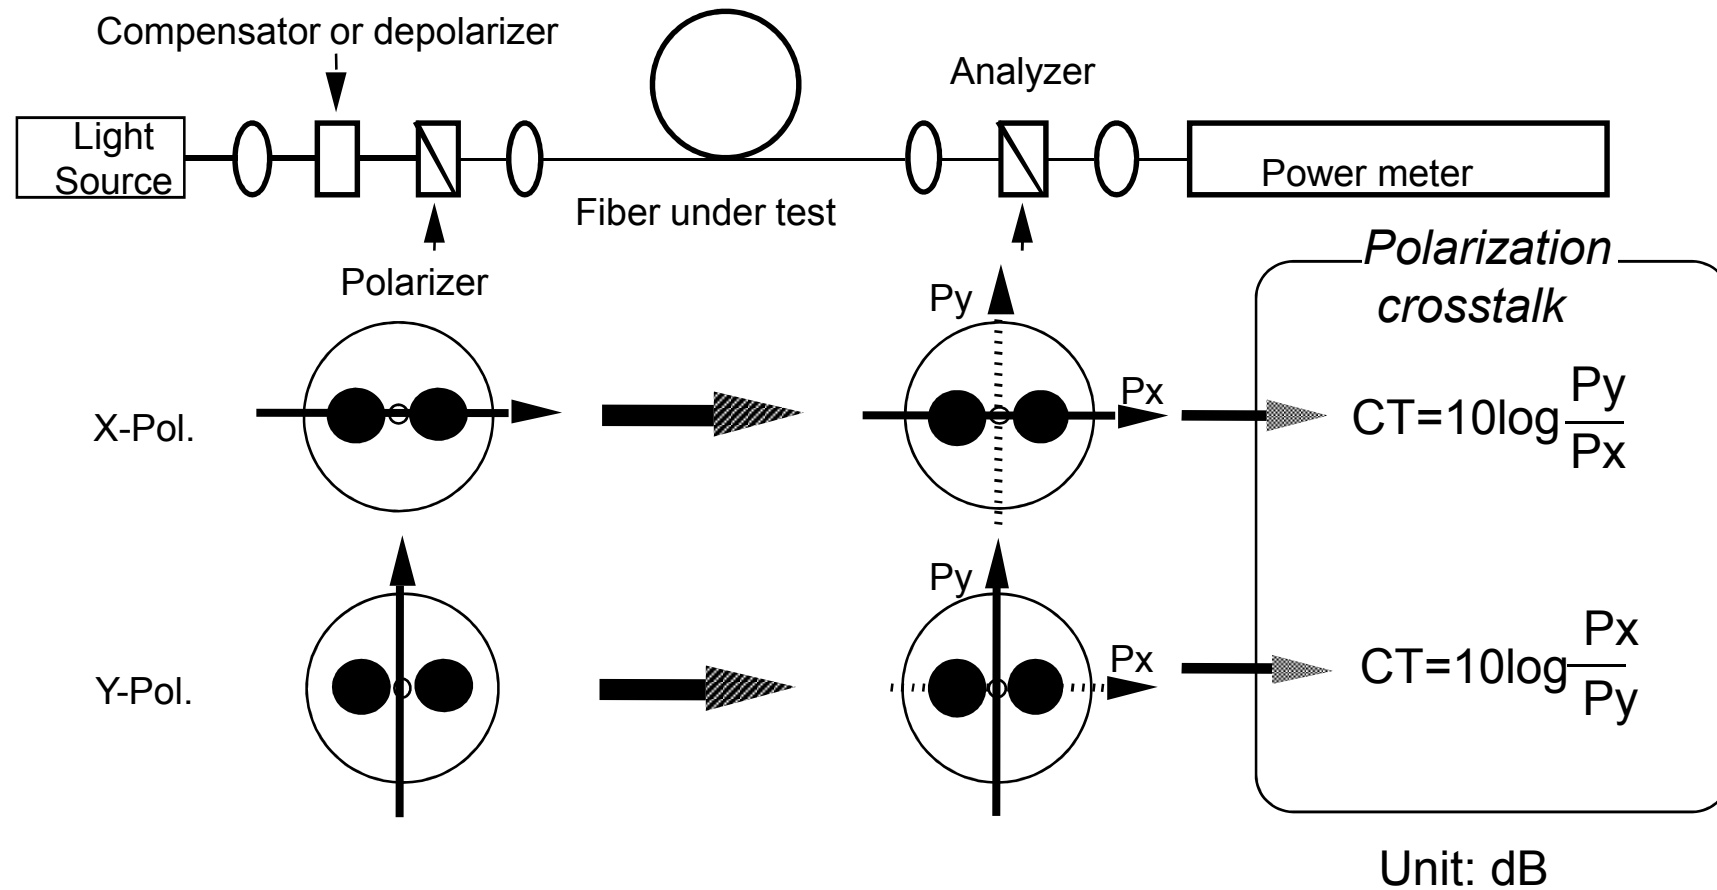 Compensator or depolarizer
Analyzer
Light
Source
Power meter
Fiber under test
Polarizer
Polarization
crosstalk
Py
X-Pol.
Px
CT=10log Py
Px
Py
Y-Pol.
Px
CT=10log Px
Py
Unit: dB